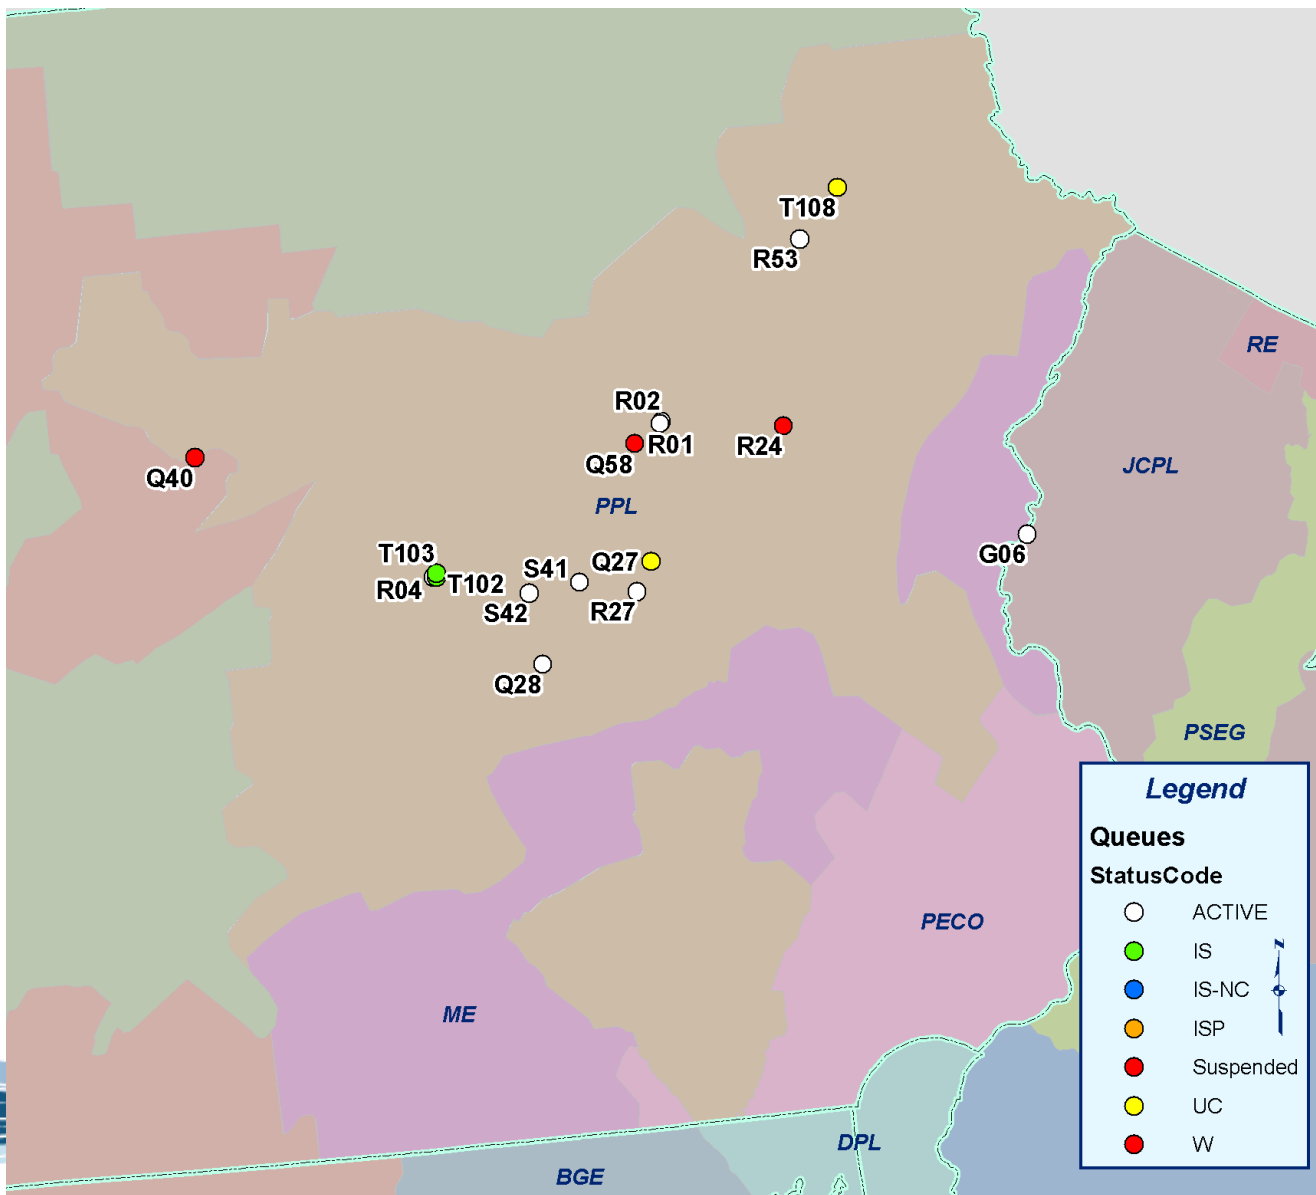 T108
R53
RE
R02
R01
R24
Q58
JCPL
Q40
PPL
G06
T103
S41
Q27
R04
T102
S42
R27
Q28
PSEG
Legend
Queues
StatusCode
ACTIVE
IS
IS-NC
ISP
Suspended
UC
W
N
PECO
ME
DPL
BGE